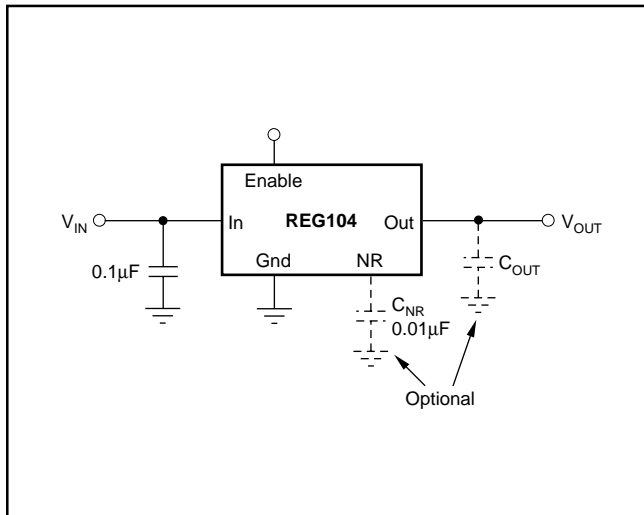 Enable
V_IN
In
REG104
Out
V_OUT
Gnd
NR
0.1µF
C_NR
0.01µF
C_OUT
Optional